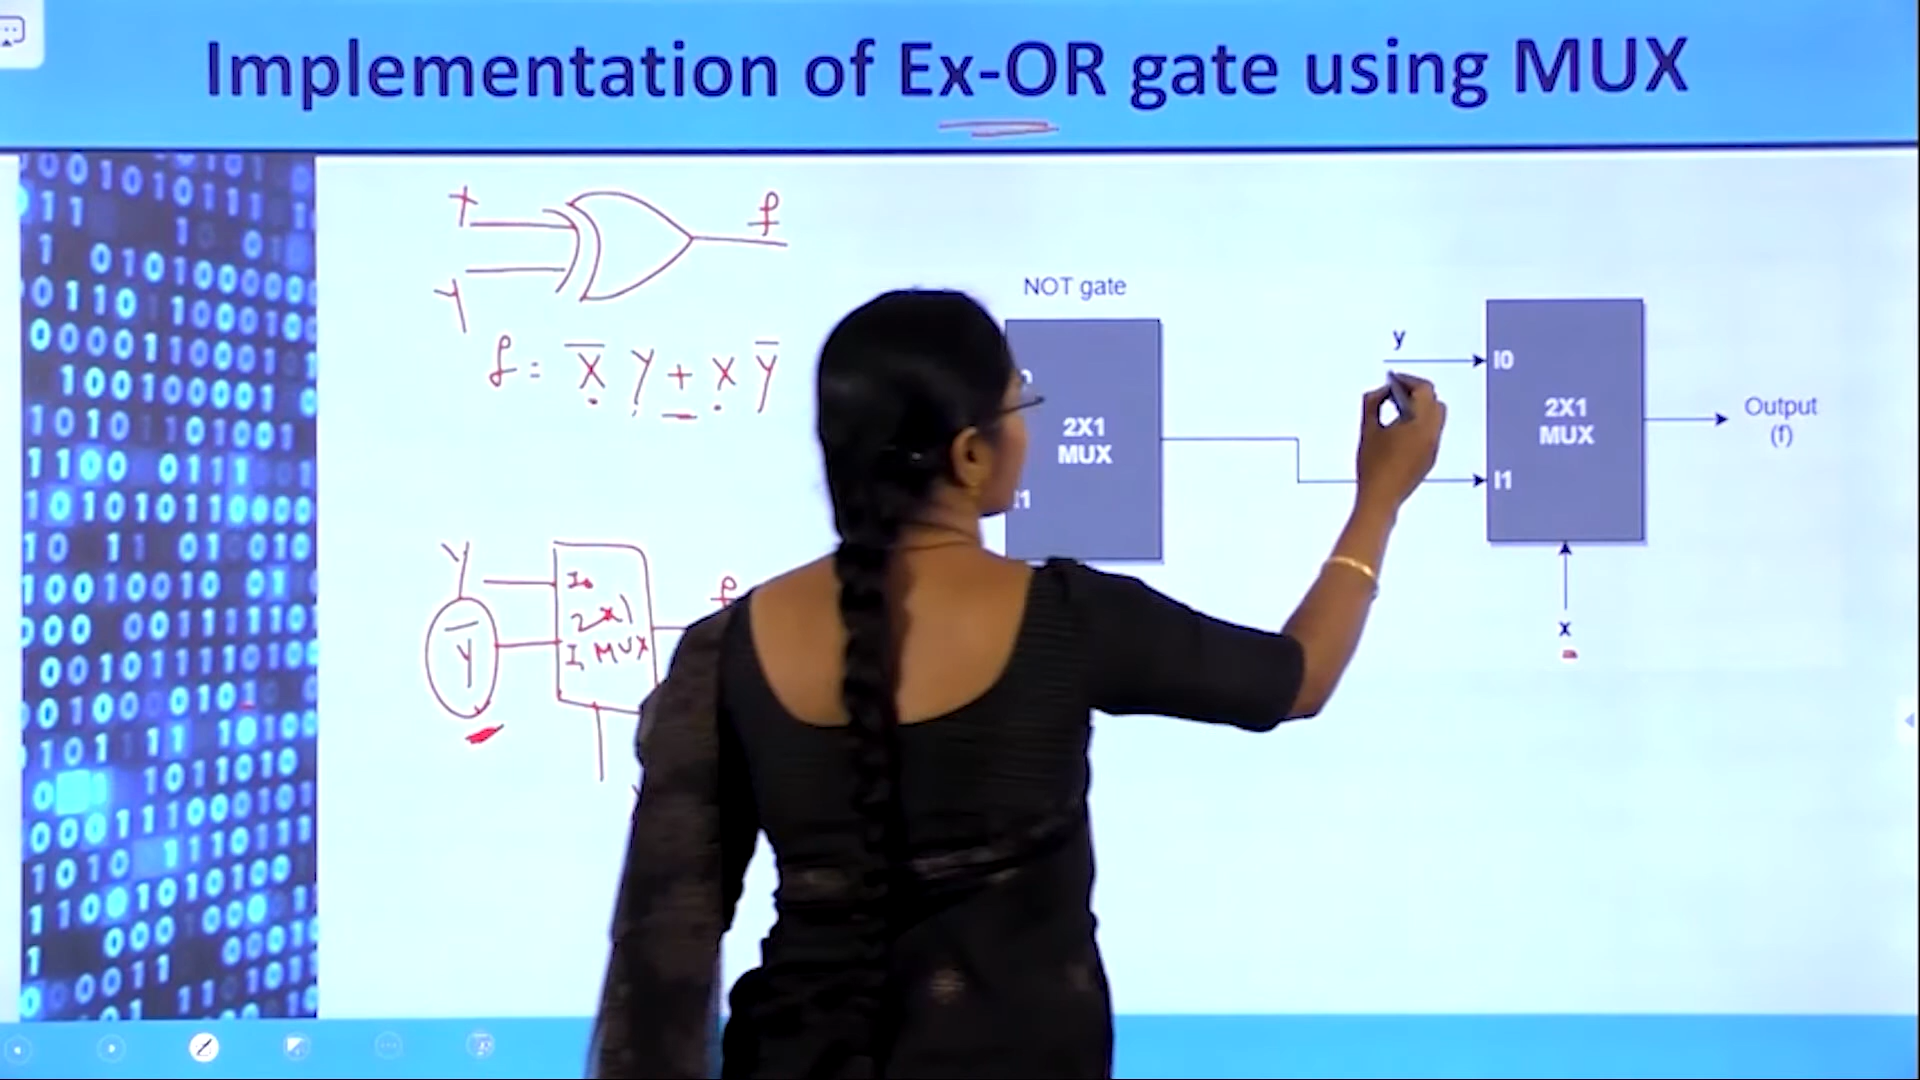 Implementation of Ex-OR gate using MUX
X
f
Y
f = X̅ Y + X Y̅
NOT gate
2X1
MUX
I1
y
I0
2X1
MUX
I1
Output
(f)
x
Y
I0
2x1
I1 MUX
Y̅
f